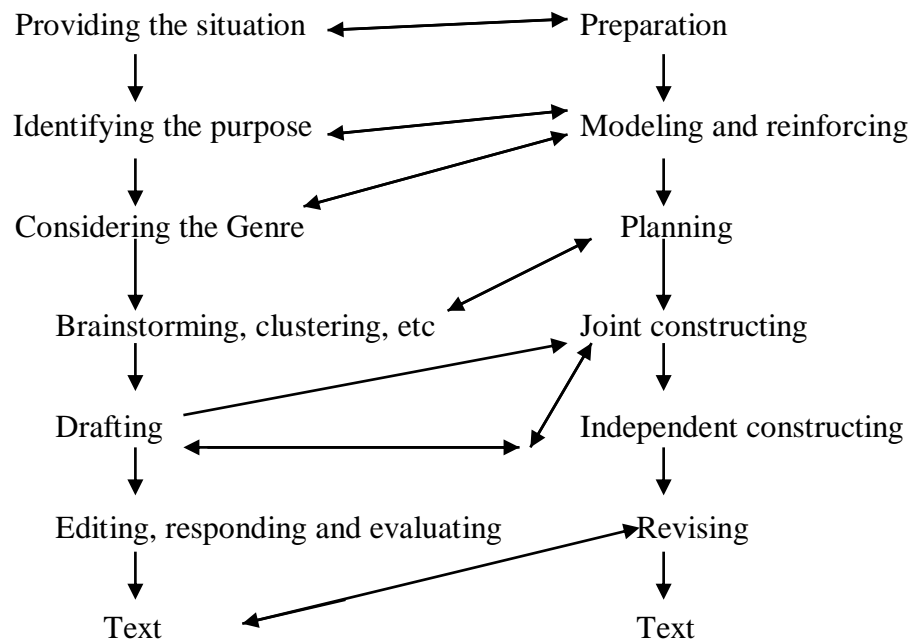 Providing the situation Preparation
Identifying the purpose Modeling and reinforcing
Considering the Genre Planning
Brainstorming, clustering, etc Joint constructing
Drafting Independent constructing
Editing, responding and evaluating Revising
Text Text